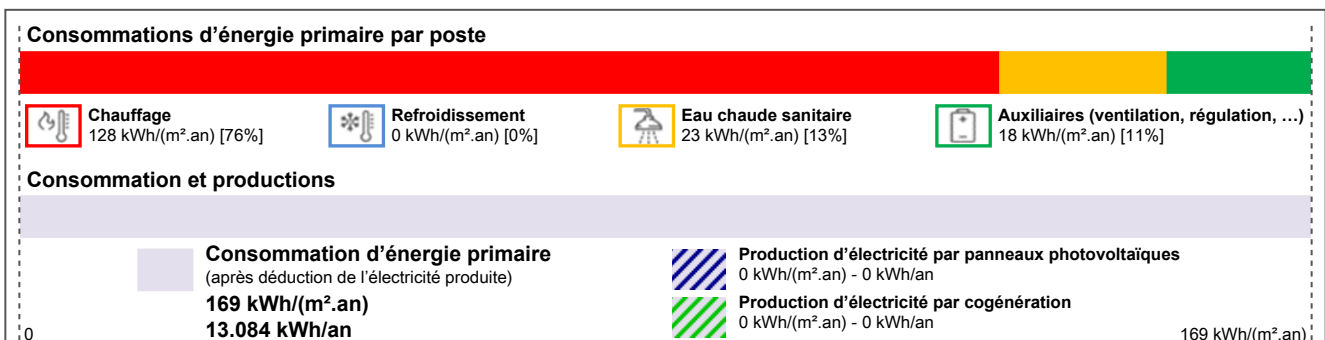 Consommations d'énergie primaire par poste
Chauffage
128 kWh/(m².an) [76%]
Refroidissement
0 kWh/(m².an) [0%]
Eau chaude sanitaire
23 kWh/(m².an) [13%]
Auxiliaires (ventilation, régulation, …)
18 kWh/(m².an) [11%]
Consommation et productions
Consommation d'énergie primaire
(après déduction de l'électricité produite)
169 kWh/(m².an)
13.084 kWh/an
Production d'électricité par panneaux photovoltaïques
0 kWh/(m².an) - 0 kWh/an
Production d'électricité par cogénération
0 kWh/(m².an) - 0 kWh/an
0
169 kWh/(m².an)